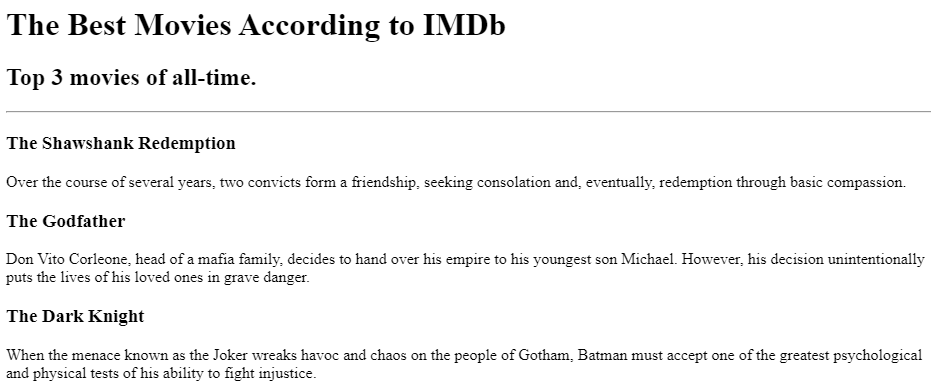 The Best Movies According to IMDb
Top 3 movies of all-time.
The Shawshank Redemption
Over the course of several years, two convicts form a friendship, seeking consolation and, eventually, redemption through basic compassion.
The Godfather
Don Vito Corleone, head of a mafia family, decides to hand over his empire to his youngest son Michael. However, his decision unintentionally
puts the lives of his loved ones in grave danger.
The Dark Knight
When the menace known as the Joker wreaks havoc and chaos on the people of Gotham, Batman must accept one of the greatest psychological
and physical tests of his ability to fight injustice.